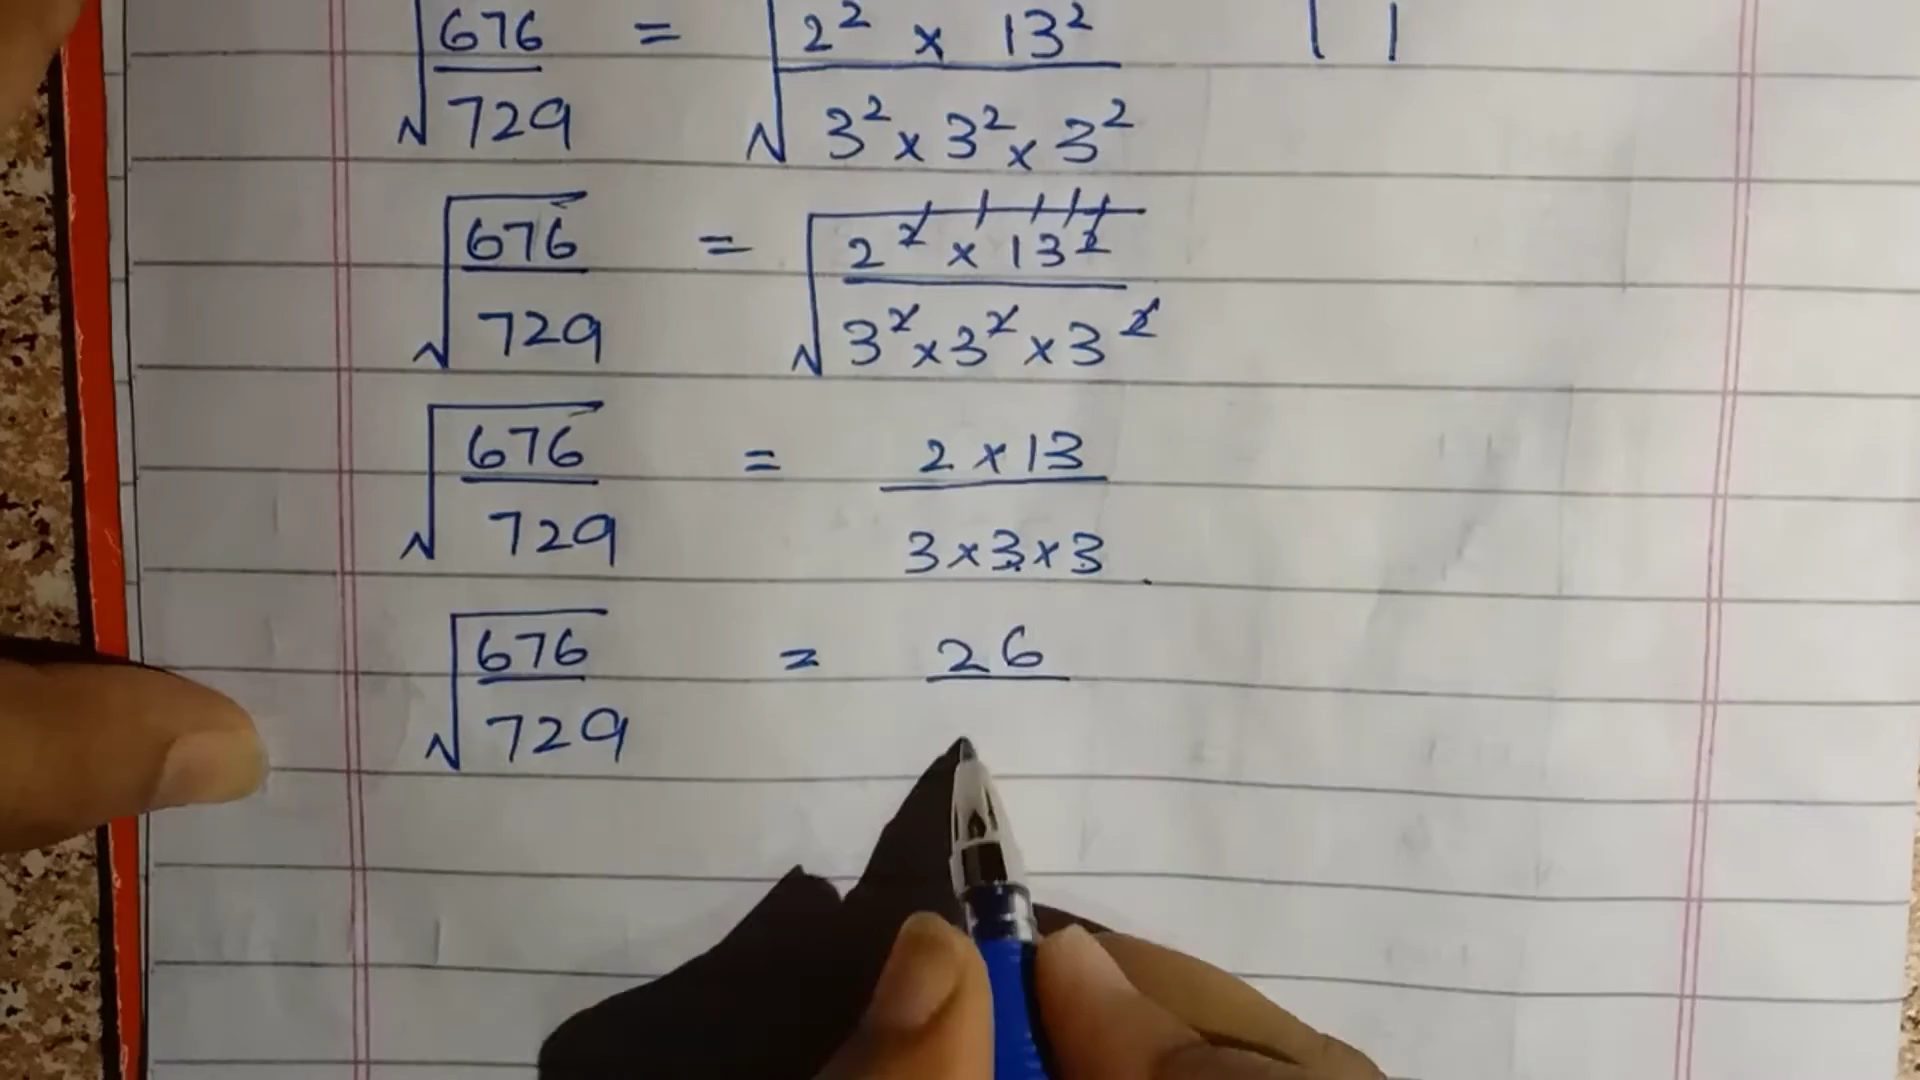 √676/729 = √2² × 13²/3² × 3² × 3²
√676/729 = √2² × 13²/3² × 3² × 3²
√676/729 = 2 × 13/3 × 3 × 3
√676/729 = 26